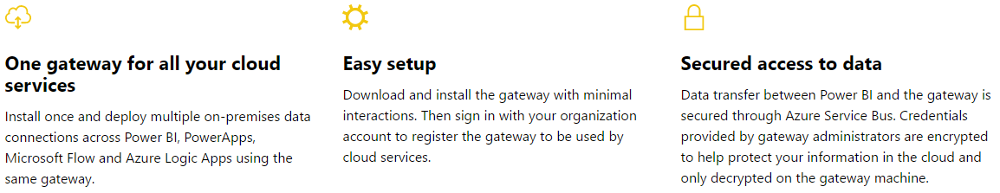 One gateway for all your cloud
services
Install once and deploy multiple on-premises data
connections across Power BI, PowerApps,
Microsoft Flow and Azure Logic Apps using the
same gateway.
Easy setup
Download and install the gateway with minimal
interactions. Then sign in with your organization
account to register the gateway to be used by
cloud services.
Secured access to data
Data transfer between Power BI and the gateway is
secured through Azure Service Bus. Credentials
provided by gateway administrators are encrypted
to help protect your information in the cloud and
only decrypted on the gateway machine.